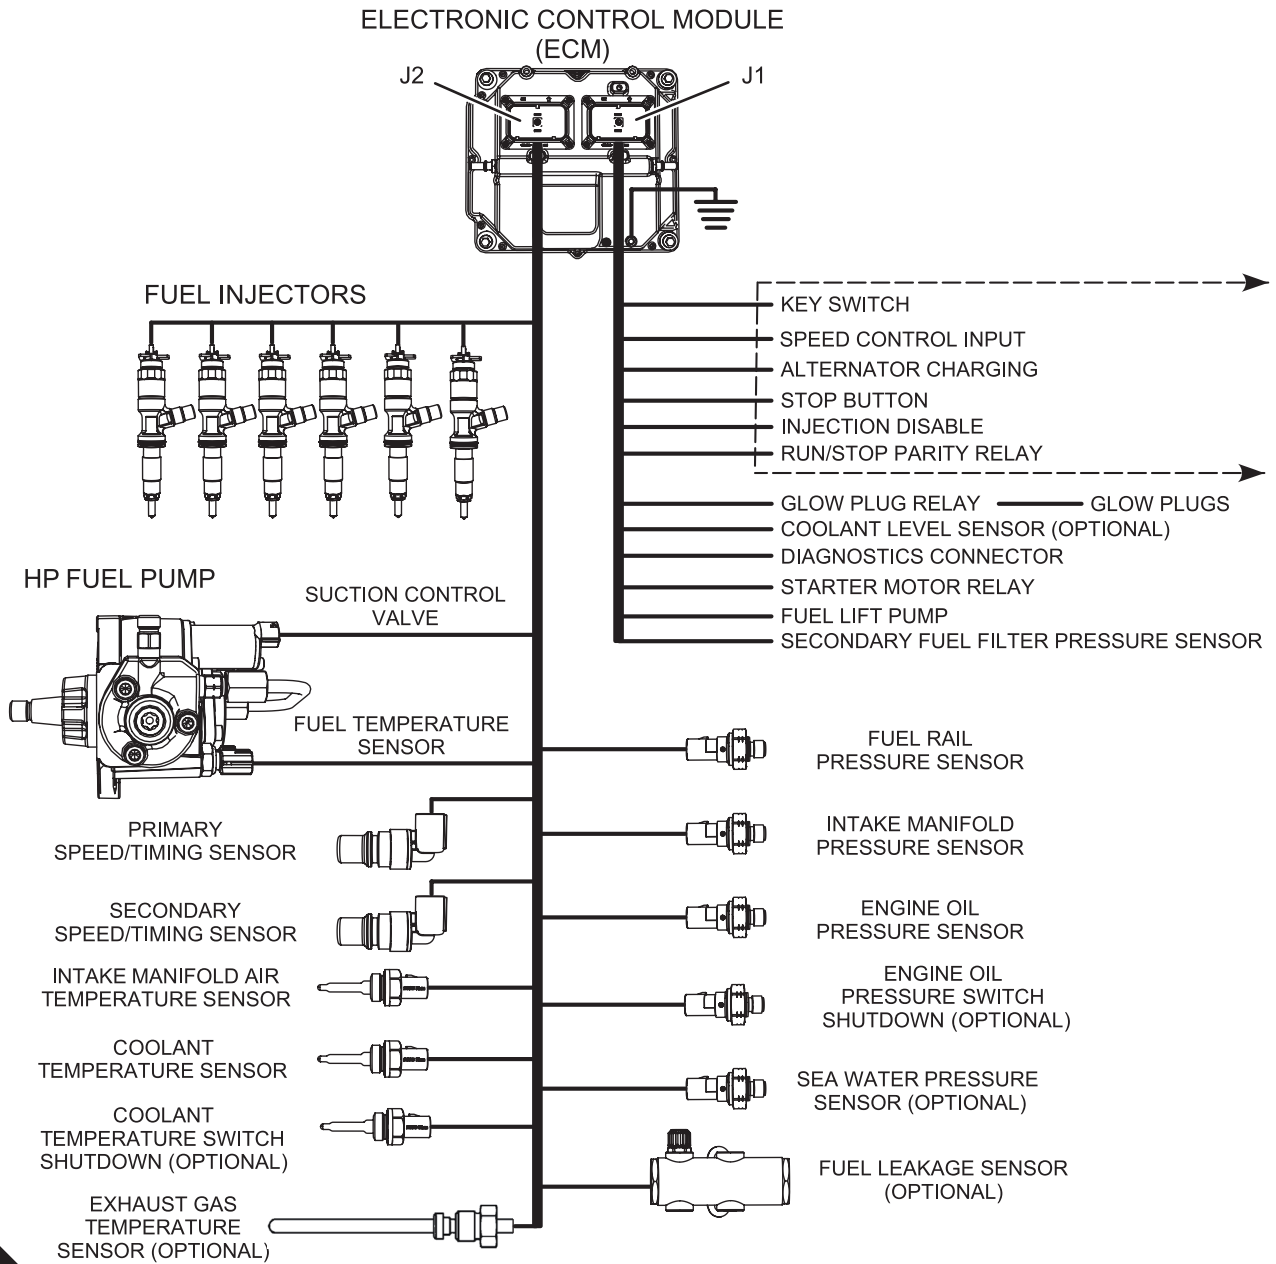 ELECTRONIC CONTROL MODULE
(ECM)
J2
J1
FUEL INJECTORS
KEY SWITCH
SPEED CONTROL INPUT
ALTERNATOR CHARGING
STOP BUTTON
INJECTION DISABLE
RUN/STOP PARITY RELAY
GLOW PLUG RELAY
GLOW PLUGS
COOLANT LEVEL SENSOR (OPTIONAL)
DIAGNOSTICS CONNECTOR
STARTER MOTOR RELAY
FUEL LIFT PUMP
SECONDARY FUEL FILTER PRESSURE SENSOR
HP FUEL PUMP
SUCTION CONTROL
VALVE
FUEL TEMPERATURE
SENSOR
PRIMARY
SPEED/TIMING SENSOR
SECONDARY
SPEED/TIMING SENSOR
INTAKE MANIFOLD AIR
TEMPERATURE SENSOR
COOLANT
TEMPERATURE SENSOR
COOLANT
TEMPERATURE SWITCH
SHUTDOWN (OPTIONAL)
EXHAUST GAS
TEMPERATURE
SENSOR (OPTIONAL)
FUEL RAIL
PRESSURE SENSOR
INTAKE MANIFOLD
PRESSURE SENSOR
ENGINE OIL
PRESSURE SENSOR
ENGINE OIL
PRESSURE SWITCH
SHUTDOWN (OPTIONAL)
SEA WATER PRESSURE
SENSOR (OPTIONAL)
FUEL LEAKAGE SENSOR
(OPTIONAL)